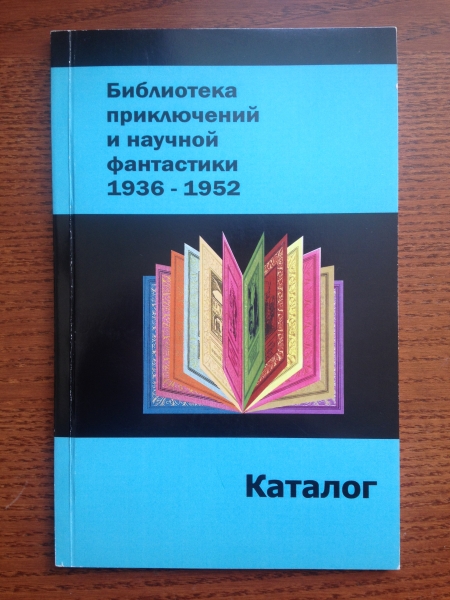 Библиотека
приключений
и научной
фантастики
1936 - 1952
Каталог